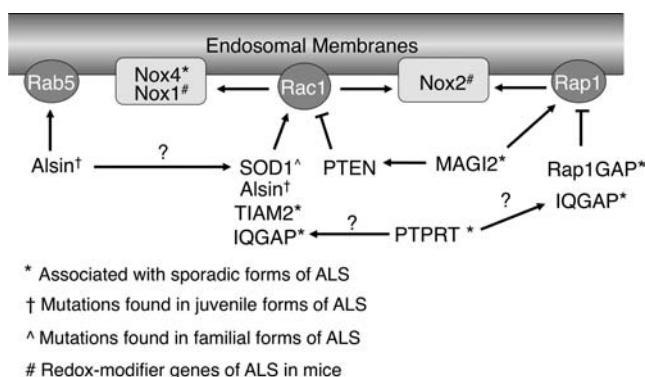 Endosomal Membranes
Rab5
Nox4*
Nox1#
Rac1
Nox2#
Rap1
Alsin†
?
SOD1^
Alsin†
TIAM2*
IQGAP*
PTEN
MAGI2*
Rap1GAP*
IQGAP*
?
PTPRT *
?
* Associated with sporadic forms of ALS
† Mutations found in juvenile forms of ALS
^ Mutations found in familial forms of ALS
# Redox-modifier genes of ALS in mice